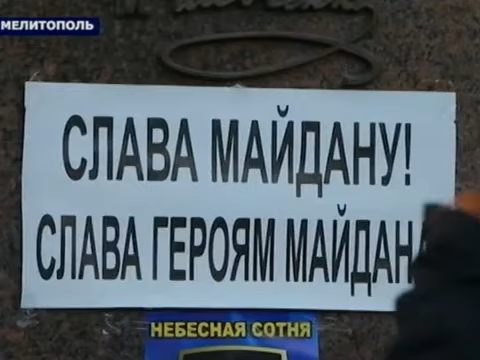 МЕЛИТОПОЛЬ
СЛАВА МАЙДАНУ!
СЛАВА ГЕРОЯМ МАЙДАНА
НЕБЕСНАЯ СОТНЯ